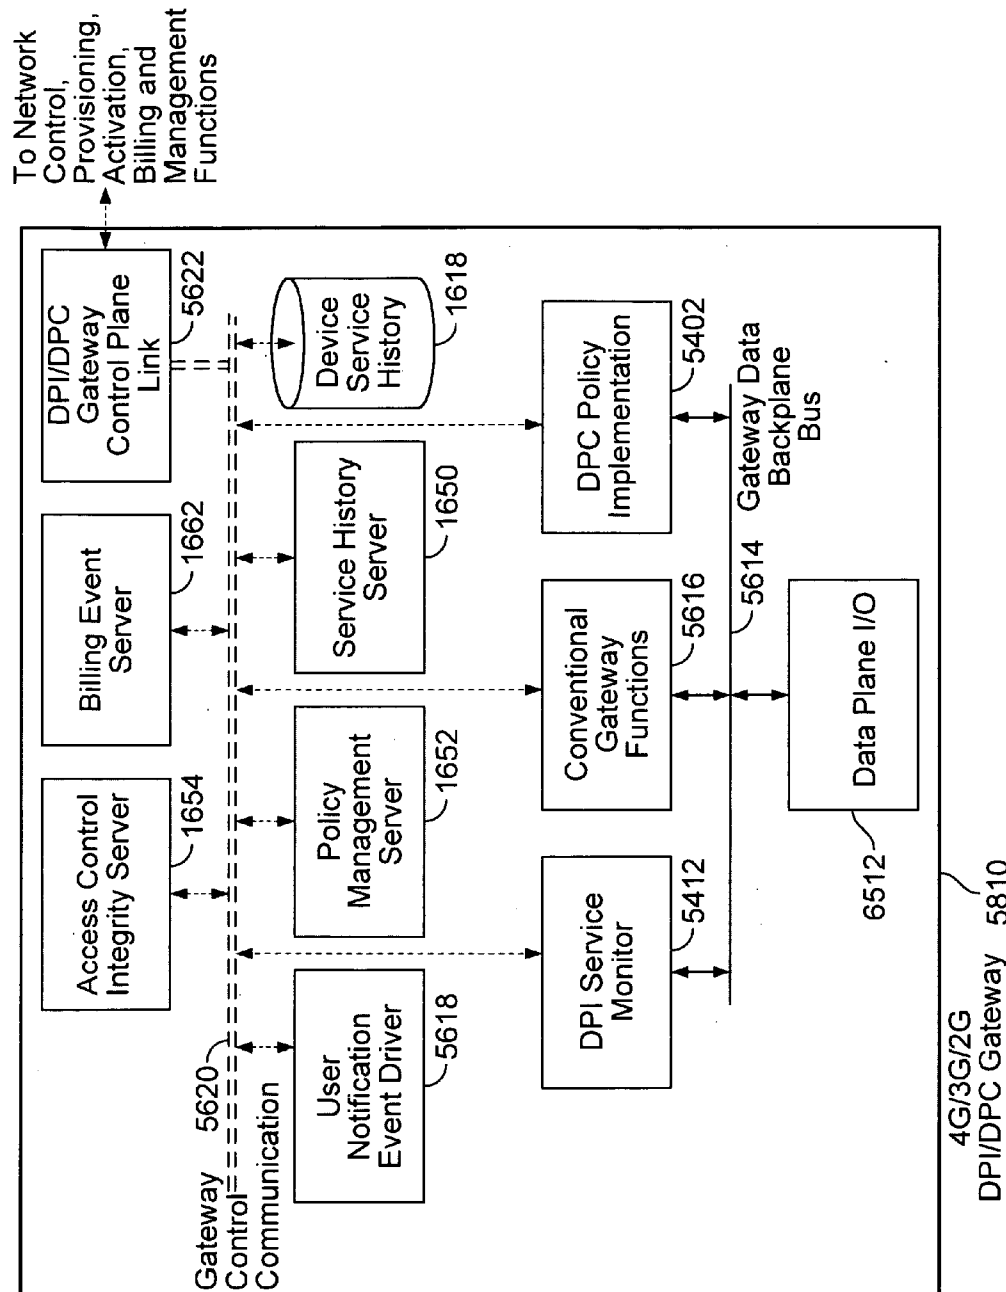 To Network
Control,
Provisioning,
Activation,
Billing and
Management
Functions
Access Control
Integrity Server
1654
Billing Event
Server
1662
DPI/DPC
Gateway
Control Plane
Link
5622
Gateway
Control
Communication
5620
User
Notification
Event Driver
5618
Policy
Management
Server
1652
Service History
Server
1650
Device
Service
History
1618
DPI Service
Monitor
5412
Conventional
Gateway
Functions
5616
DPC Policy
Implementation
5402
5614
Gateway Data
Backplane
Bus
Data Plane I/O
6512
4G/3G/2G
DPI/DPC Gateway
5810